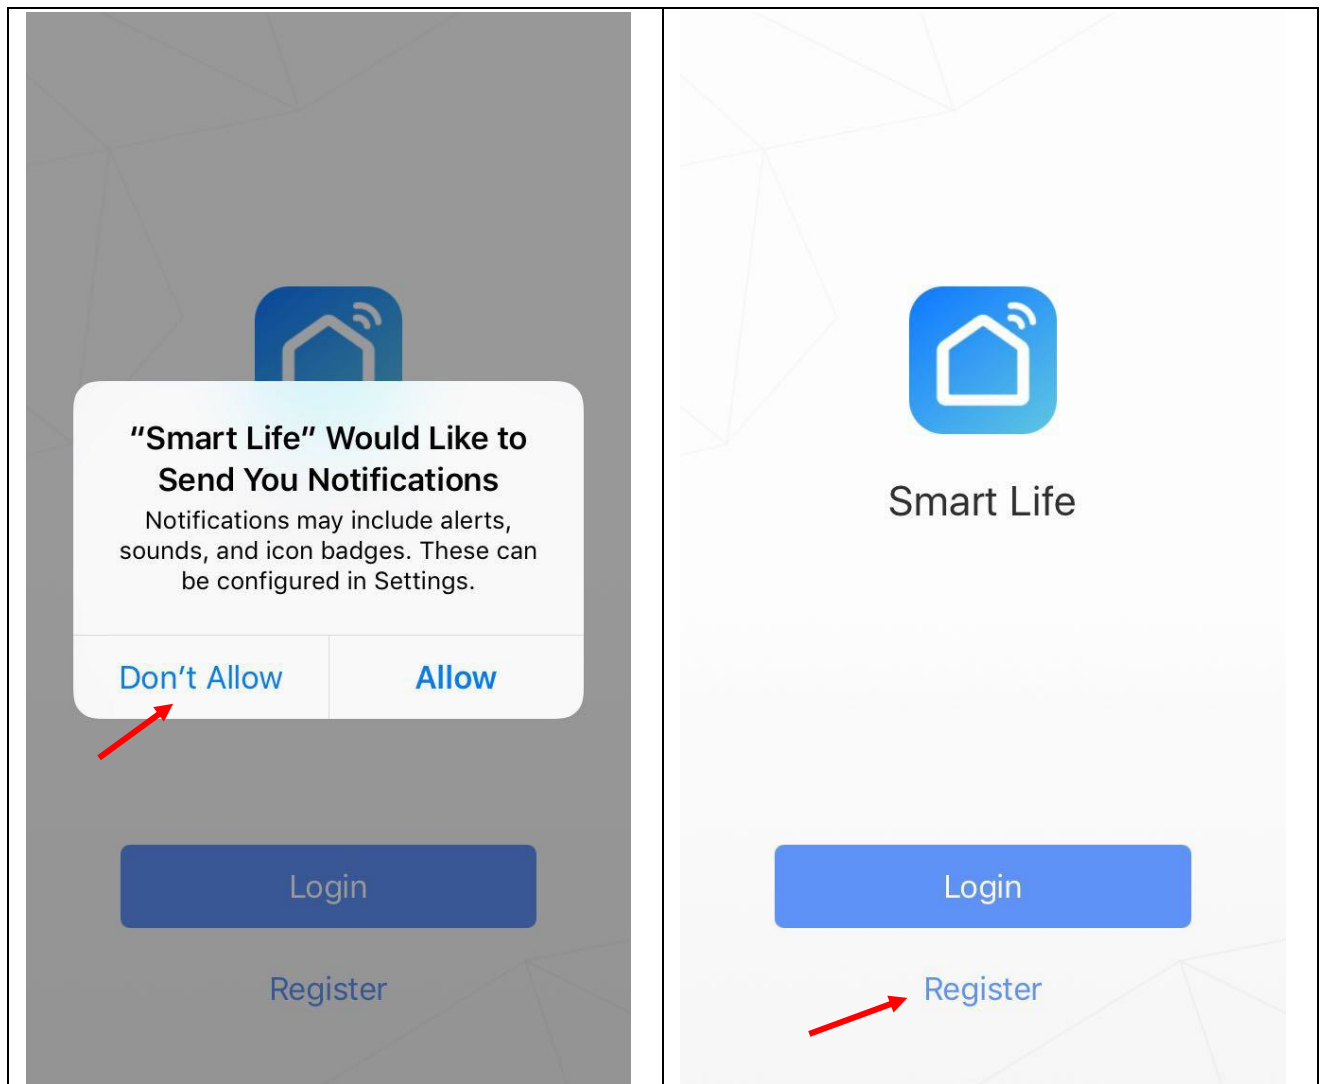 “Smart Life” Would Like to
Send You Notifications
Notifications may include alerts,
sounds, and icon badges. These can
be configured in Settings.
Don’t Allow
Allow
Login
Register
Smart Life
Login
Register